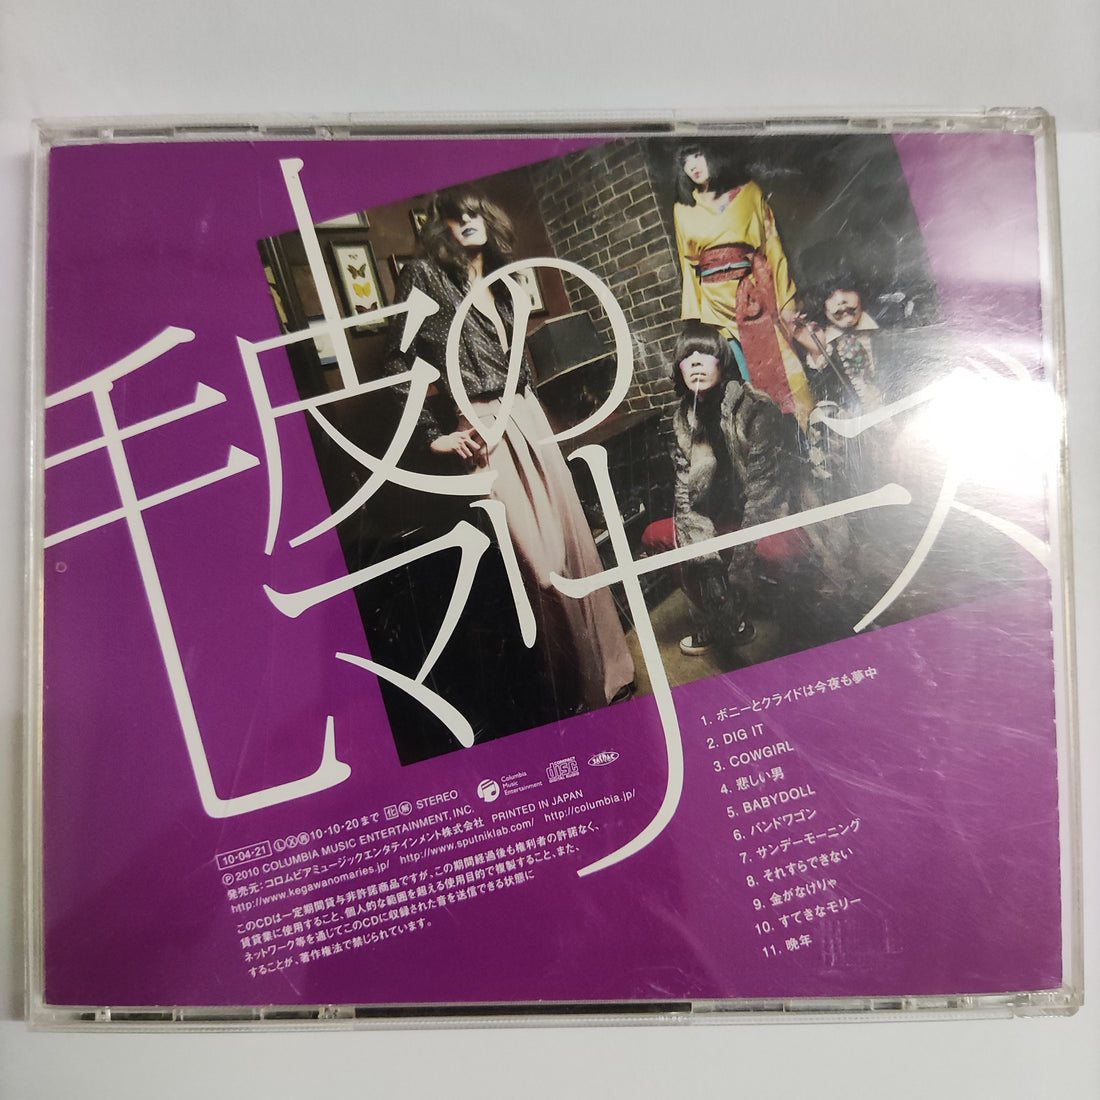 毛皮の
マリーズ
1. ボニーとクライドは今夜も夢中
2. DIG IT
3. COWGIRL
4. 悲しい男
5. BABYDOLL
6. バンドワゴン
7. サンデーモーニング
8. それすらできない
9. 金がなけりゃ
10. すてきなモリー
11. 晩年
Columbia
Music
Entertainment
COMPACT
disc
DIGITAL AUDIO
JASRAC
10·04·21 Ⓛ Ⓧ 再 10·10·20まで 化 解 STEREO
Ⓟ 2010 COLUMBIA MUSIC ENTERTAINMENT, INC. PRINTED IN JAPAN
発売元：コロムビアミュージックエンタテインメント株式会社 http://columbia.jp/
http://www.kegawanomaries.jp/ http://www.sputniklab.com/
このCDは一定期間貸与非許諾商品ですが、この期間経過後も権利者の許諾なく、
賃貸業に使用すること、個人的な範囲を超える使用目的で複製すること、また、
ネットワーク等を通じてこのCDに収録された音を送信できる状態に
することが、著作権法で禁じられています。